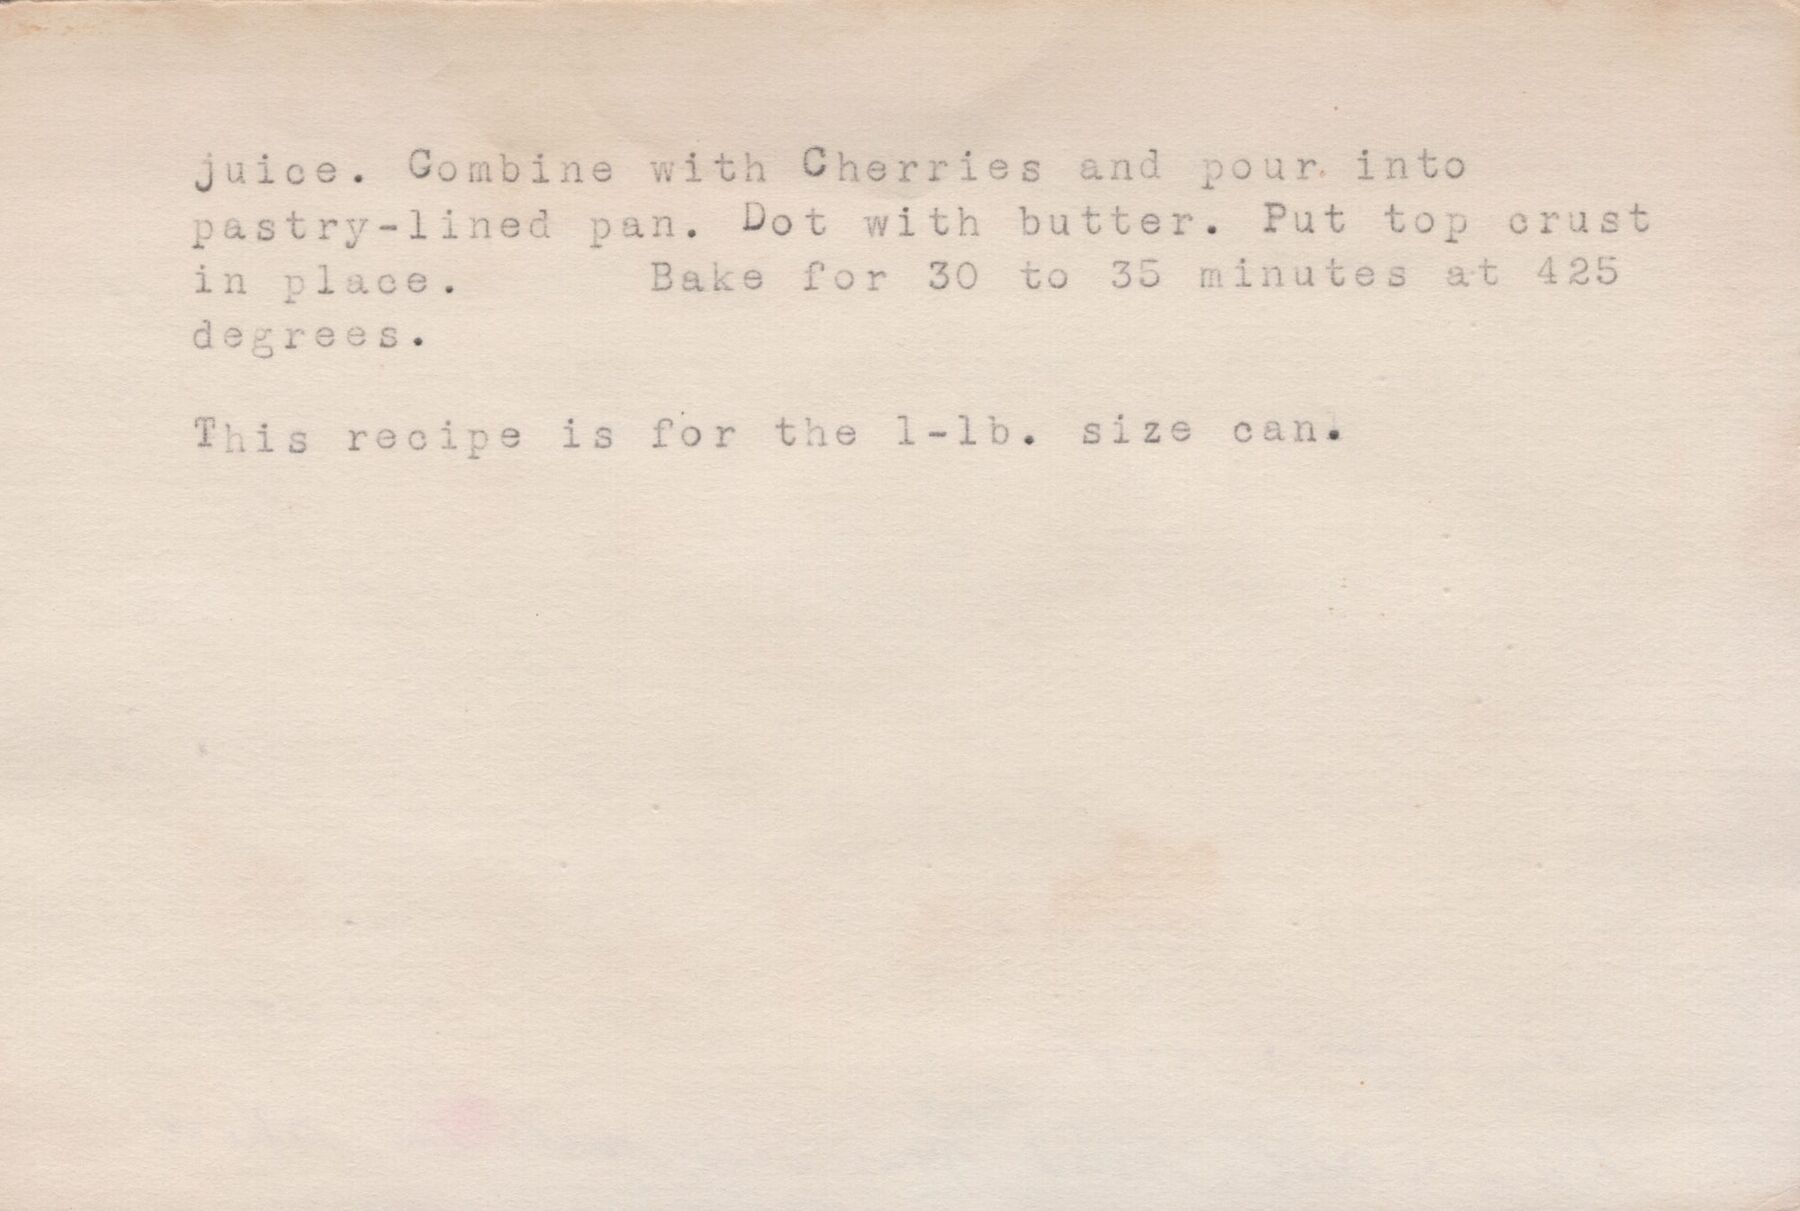 juice. Combine with Cherries and pour into
pastry-lined pan. Dot with butter. Put top crust
in place. Bake for 30 to 35 minutes at 425
degrees.
This recipe is for the 1-lb. size can.